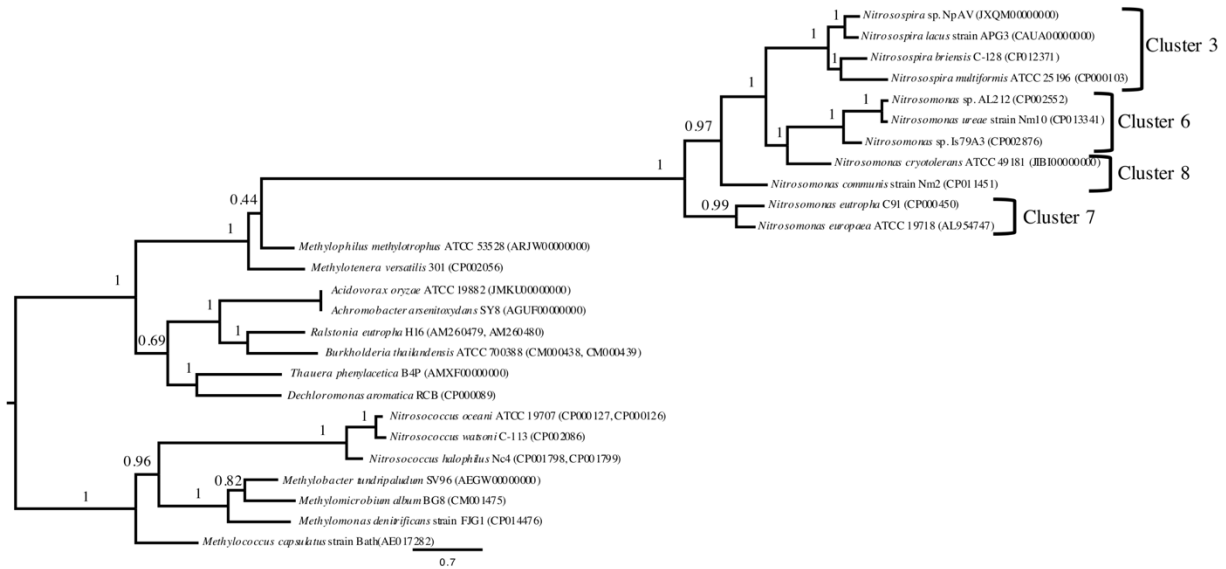 1
Nitrosospira sp. NpAV (JXQM00000000)
1
Nitrosospira lacus strain APG3 (CAUA00000000)
Cluster 3
1
Nitrosospira briensis C-128 (CP012371)
Nitrosospira multiformis ATCC 25196 (CP000103)
1
1
Nitrosomonas sp. AL212 (CP002552)
0.97
1
Nitrosomonas ureae strain Nm10 (CP013341)
Cluster 6
1
Nitrosomonas sp. Is79A3 (CP002876)
1
Nitrosomonas cryotolerans ATCC 49181 (JIBI00000000)
Cluster 8
Nitrosomonas communis strain Nm2 (CP011451)
0.44
0.99
Nitrosomonas eutropha C91 (CP000450)
Cluster 7
Nitrosomonas europaea ATCC 19718 (AL954747)
1
Methylophilus methylotrophus ATCC 53528 (ARJW00000000)
Methylotenera versatilis 301 (CP002056)
1
Acidovorax oryzae ATCC 19882 (JMKU00000000)
1
Achromobacter arsenitoxydans SY8 (AGUF00000000)
0.69
1
Ralstonia eutropha H16 (AM260479, AM260480)
Burkholderia thailandensis ATCC 700388 (CM000438, CM000439)
1
Thauera phenylacetica B4P (AMXF00000000)
Dechloromonas aromatica RCB (CP000089)
1
Nitrosococcus oceani ATCC 19707 (CP000127, CP000126)
1
Nitrosococcus watsoni C-113 (CP002086)
0.96
Nitrosococcus halophilus Nc4 (CP001798, CP001799)
0.82
Methylobacter tundripaludum SV96 (AEGW00000000)
1
1
Methylomicrobium album BG8 (CM001475)
Methylomonas denitrificans strain FJG1 (CP014476)
Methylococcus capsulatus strain Bath(AE017282)
0.7